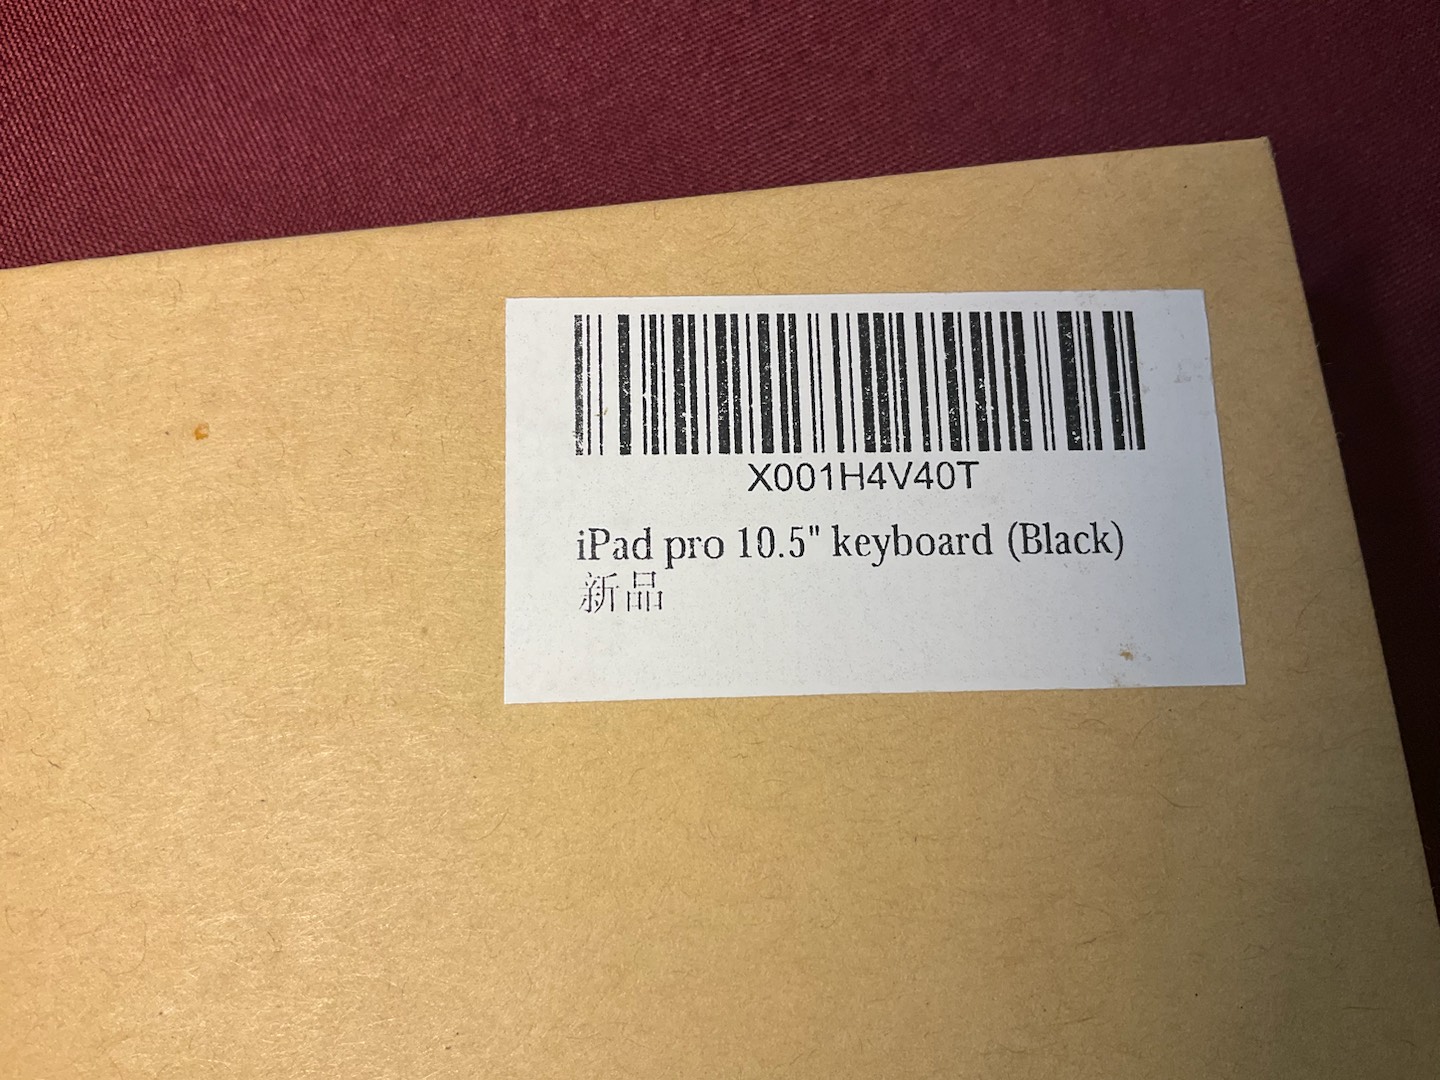 X001H4V40T
iPad pro 10.5" keyboard (Black)
新品